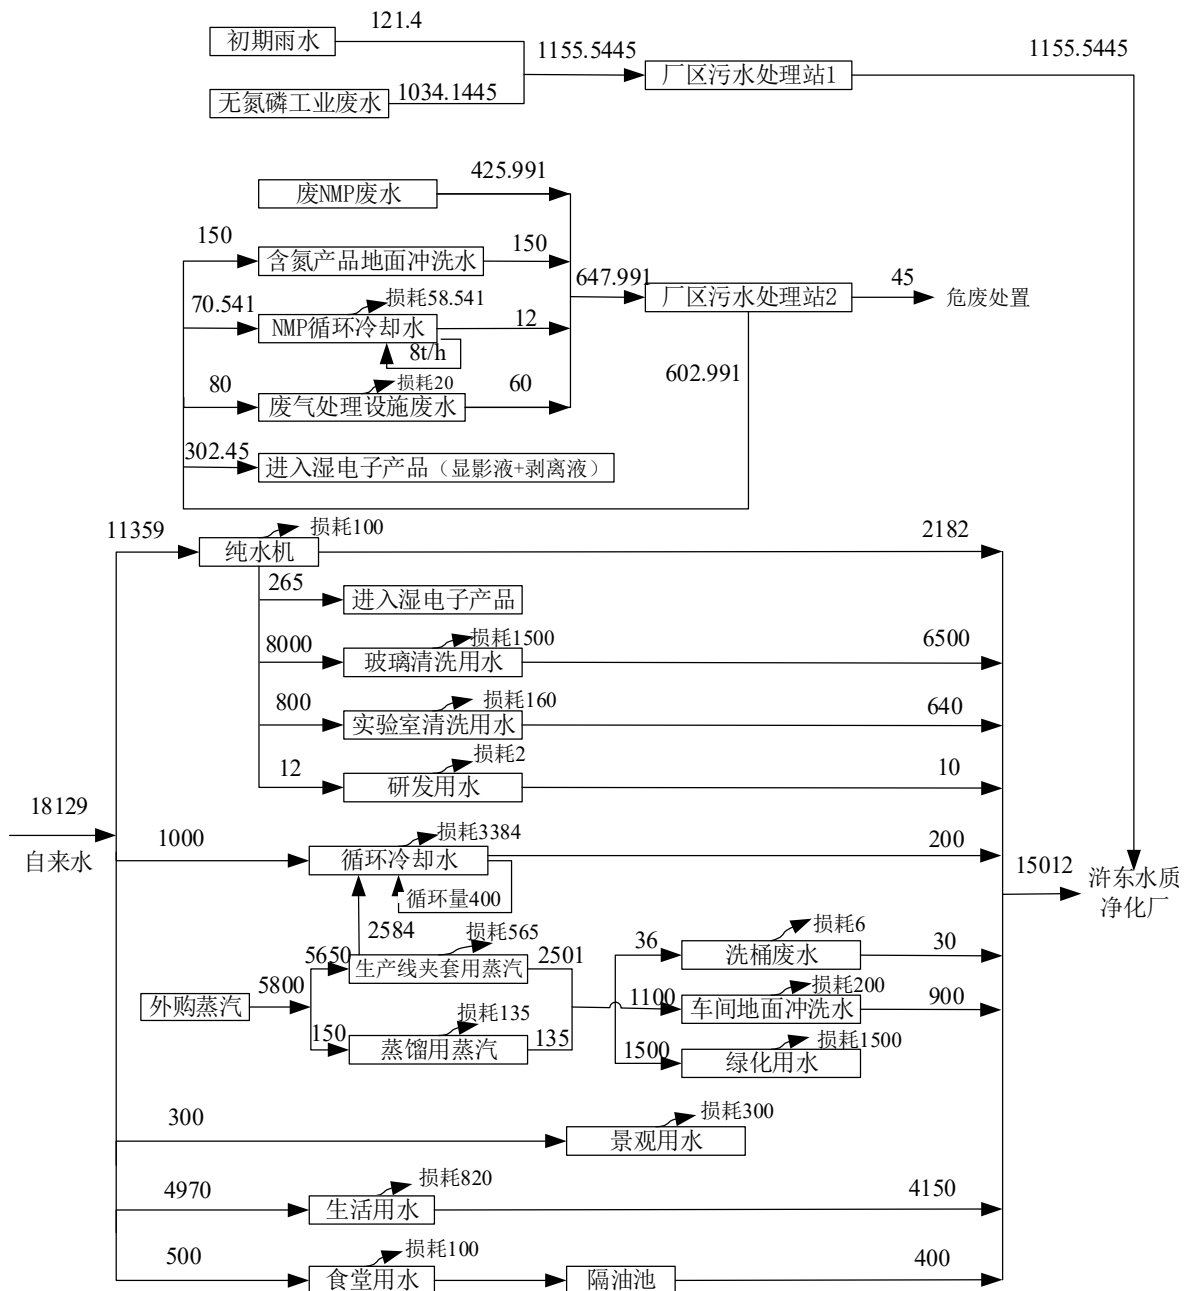 121.4
初期雨水
1155.5445
1155.5445
厂区污水处理站1
无氮磷工业废水
1034.1445
废NMP废水
425.991
150
含氮产品地面冲洗水
150
647.991
厂区污水处理站2
45
危废处置
70.541
损耗58.541
NMP循环冷却水
12
8t/h
602.991
80
损耗20
废气处理设施废水
60
302.45
进入湿电子产品（显影液+剥离液）
11359
损耗100
纯水机
2182
265
进入湿电子产品
8000
损耗1500
玻璃清洗用水
6500
800
损耗160
实验室清洗用水
640
12
损耗2
研发用水
10
18129
自来水
1000
损耗3384
循环冷却水
200
循环量400
15012
浒东水质
净化厂
2584
损耗565
5650
生产线夹套用蒸汽
2501
36
损耗6
洗桶废水
30
外购蒸汽
5800
1100
损耗200
车间地面冲洗水
900
150
损耗135
蒸馏用蒸汽
135
1500
损耗1500
绿化用水
300
损耗300
景观用水
4970
损耗820
生活用水
4150
500
损耗100
食堂用水
隔油池
400